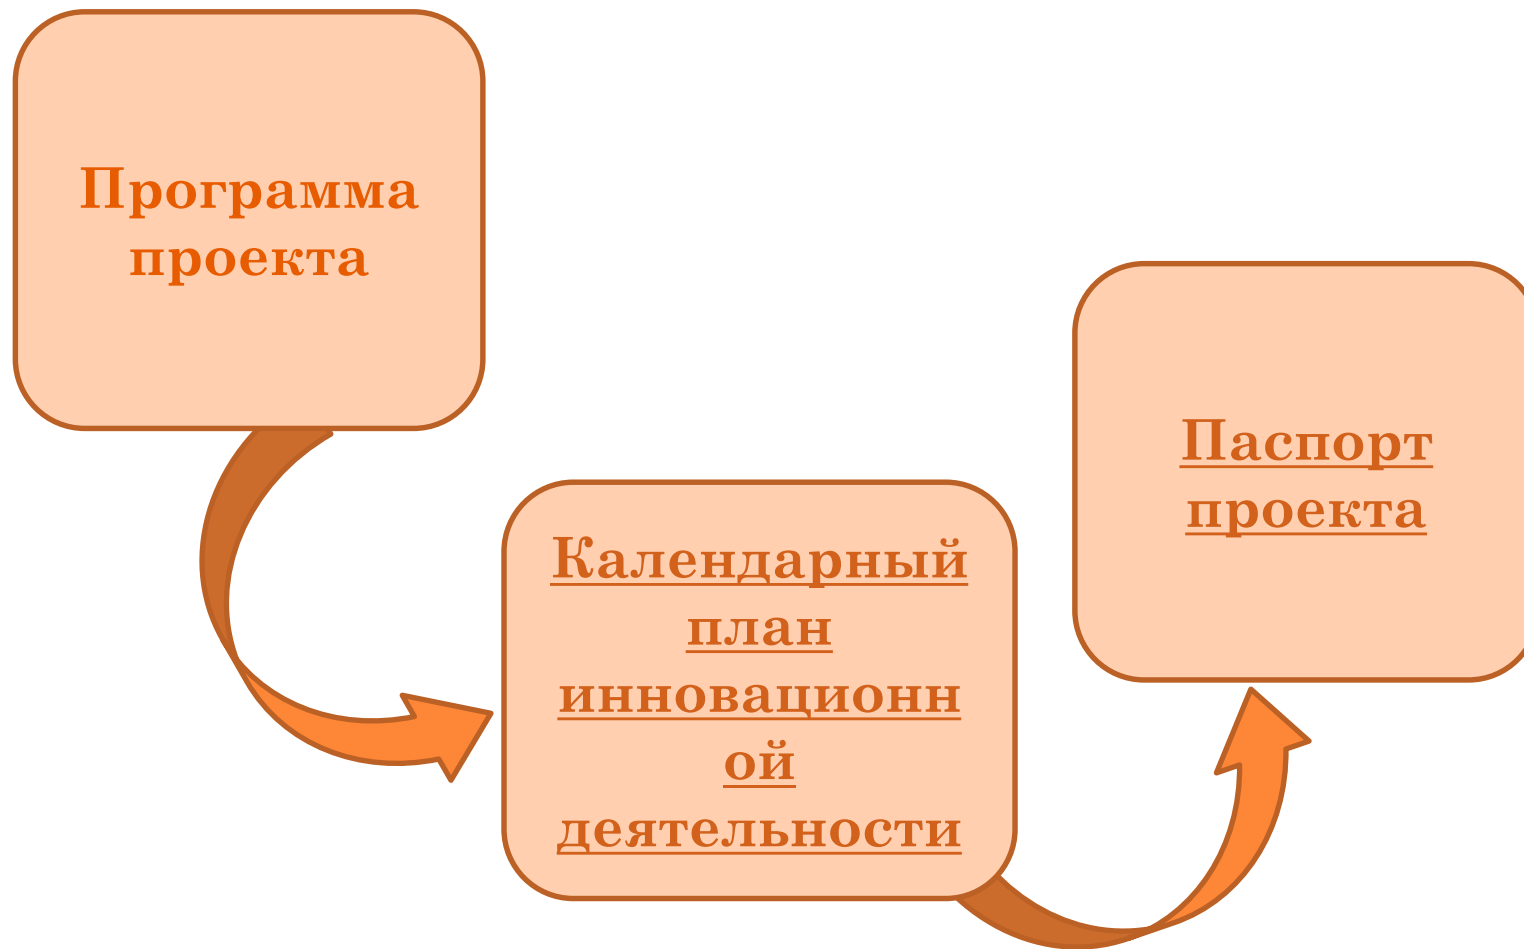 Программа
проекта
Календарный
план
инновационн
ой
деятельности
Паспорт
проекта